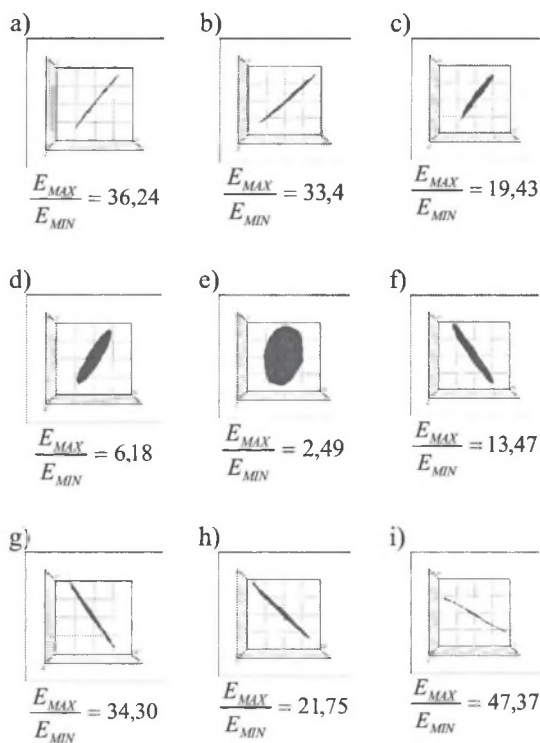 a) b) c)
E_MAX / E_MIN = 36,24
E_MAX / E_MIN = 33,4
E_MAX / E_MIN = 19,43
d) e) f)
E_MAX / E_MIN = 6,18
E_MAX / E_MIN = 2,49
E_MAX / E_MIN = 13,47
g) h) i)
E_MAX / E_MIN = 34,30
E_MAX / E_MIN = 21,75
E_MAX / E_MIN = 47,37